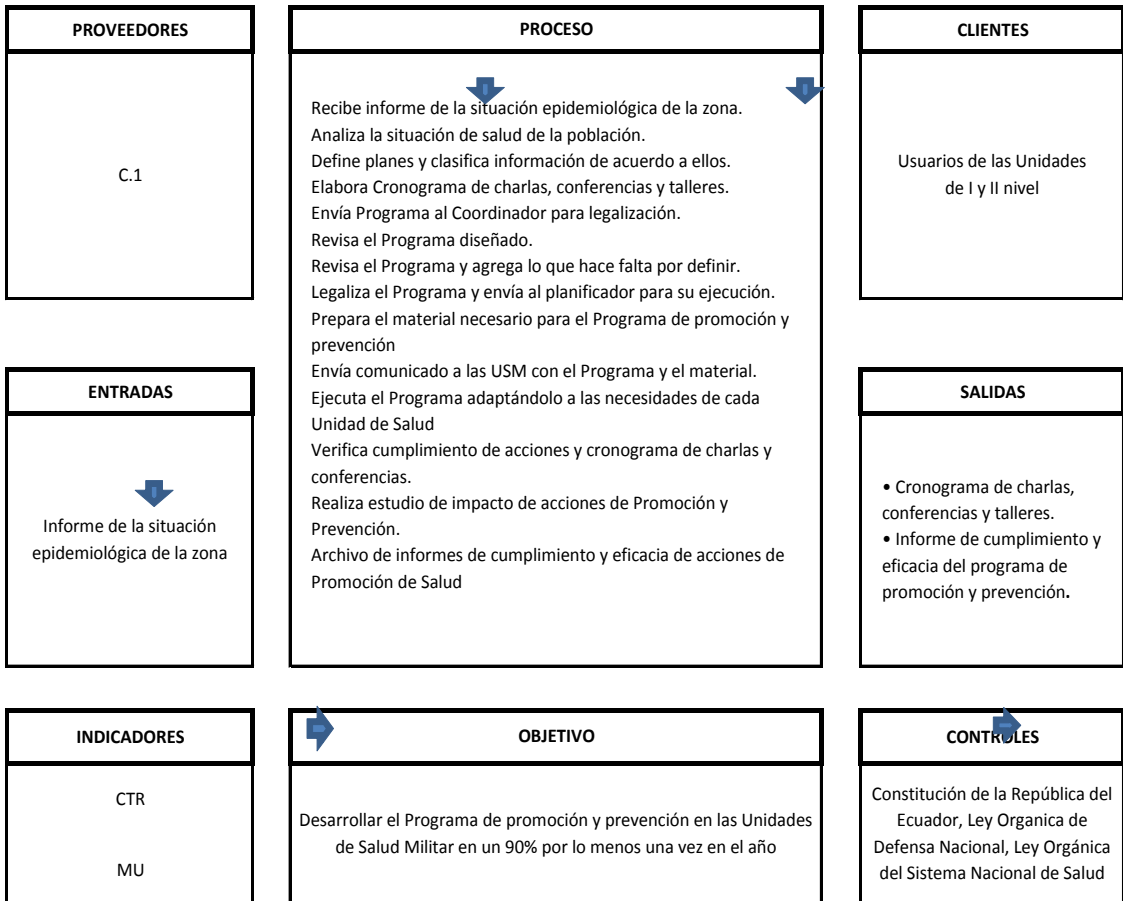 PROVEEDORES
C.1
PROCESO
Recibe informe de la situación epidemiológica de la zona.
Analiza la situación de salud de la población.
Define planes y clasifica información de acuerdo a ellos.
Elabora Cronograma de charlas, conferencias y talleres.
Envía Programa al Coordinador para legalización.
Revisa el Programa diseñado.
Revisa el Programa y agrega lo que hace falta por definir.
Legaliza el Programa y envía al planificador para su ejecución.
Prepara el material necesario para el Programa de promoción y
prevención
Envía comunicado a las USM con el Programa y el material.
Ejecuta el Programa adaptándolo a las necesidades de cada
Unidad de Salud
Verifica cumplimiento de acciones y cronograma de charlas y
conferencias.
Realiza estudio de impacto de acciones de Promoción y
Prevención.
Archivo de informes de cumplimiento y eficacia de acciones de
Promoción de Salud
CLIENTES
Usuarios de las Unidades
de I y II nivel
ENTRADAS
Informe de la situación
epidemiológica de la zona
SALIDAS
• Cronograma de charlas,
conferencias y talleres.
• Informe de cumplimiento y
eficacia del programa de
promoción y prevención.
INDICADORES
CTR
MU
OBJETIVO
Desarrollar el Programa de promoción y prevención en las Unidades
de Salud Militar en un 90% por lo menos una vez en el año
CONTROLES
Constitución de la República del
Ecuador, Ley Organica de
Defensa Nacional, Ley Orgánica
del Sistema Nacional de Salud